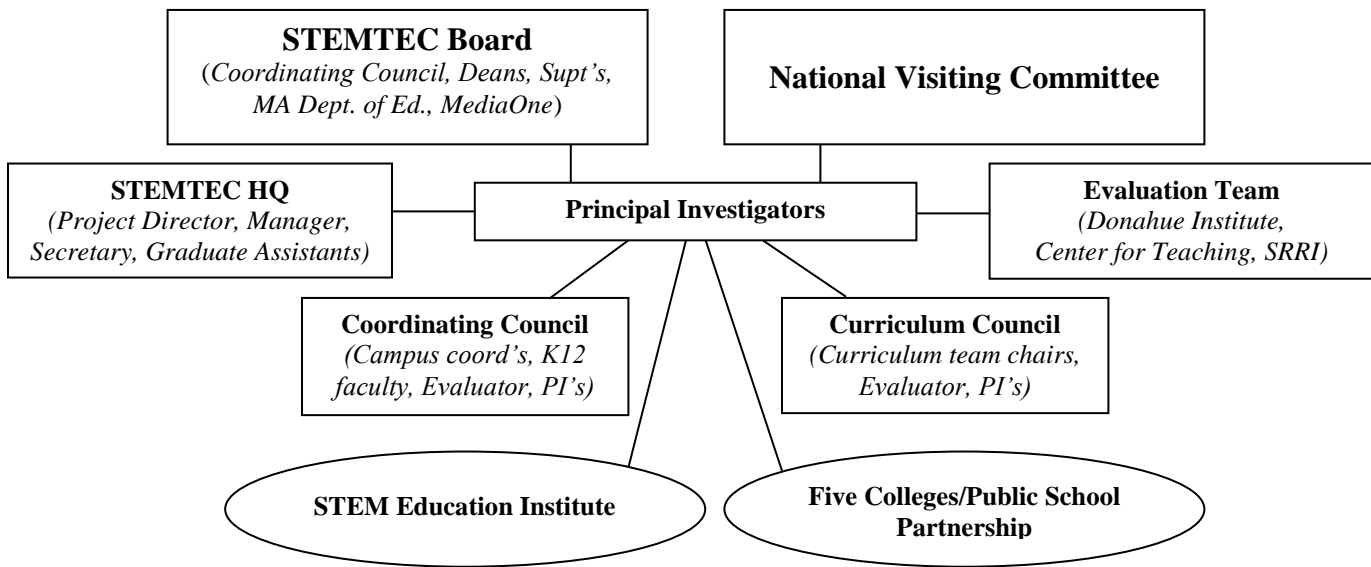 STEMTEC Board
(Coordinating Council, Deans, Supt’s,
MA Dept. of Ed., MediaOne)
National Visiting Committee
STEMTEC HQ
(Project Director, Manager,
Secretary, Graduate Assistants)
Principal Investigators
Evaluation Team
(Donahue Institute,
Center for Teaching, SRRI)
Coordinating Council
(Campus coord’s, K12
faculty, Evaluator, PI’s)
Curriculum Council
(Curriculum team chairs,
Evaluator, PI’s)
STEM Education Institute
Five Colleges/Public School
Partnership